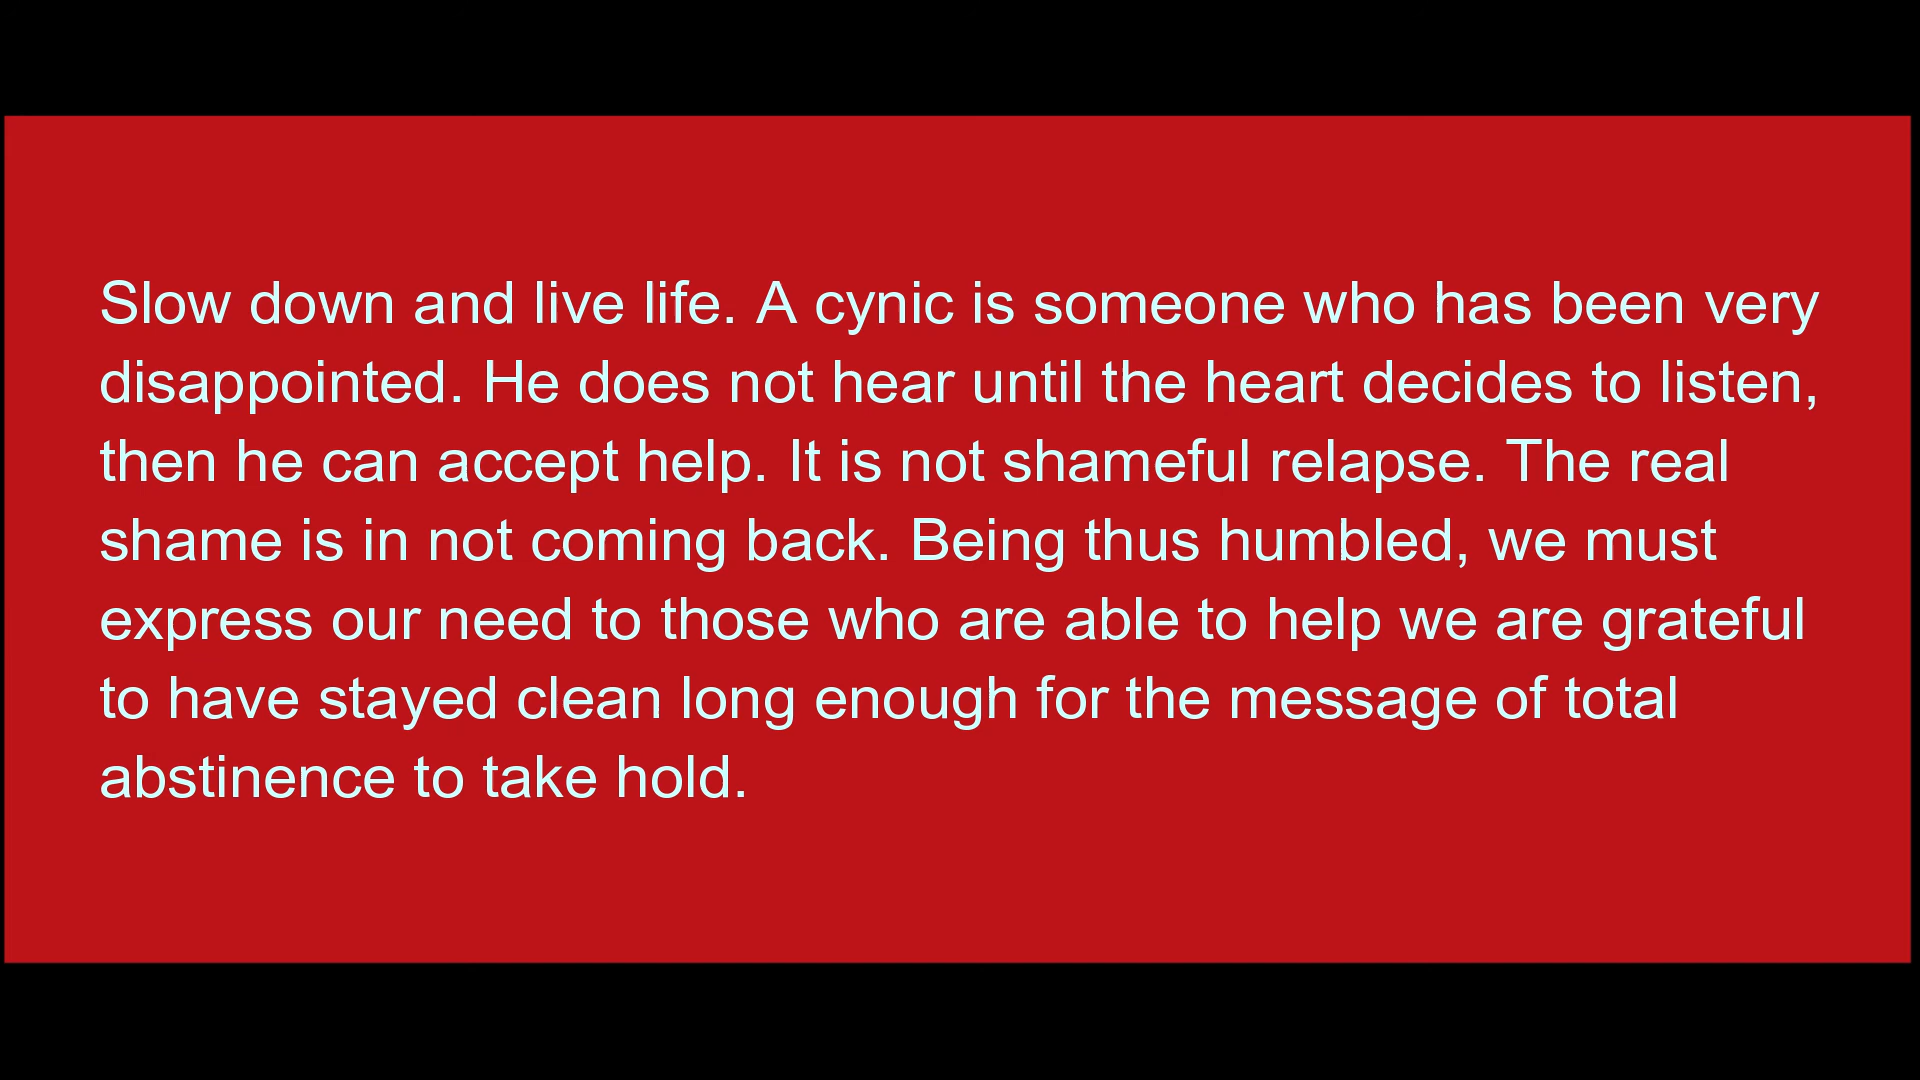 Slow down and live life. A cynic is someone who has been very
disappointed. He does not hear until the heart decides to listen,
then he can accept help. It is not shameful relapse. The real
shame is in not coming back. Being thus humbled, we must
express our need to those who are able to help we are grateful
to have stayed clean long enough for the message of total
abstinence to take hold.